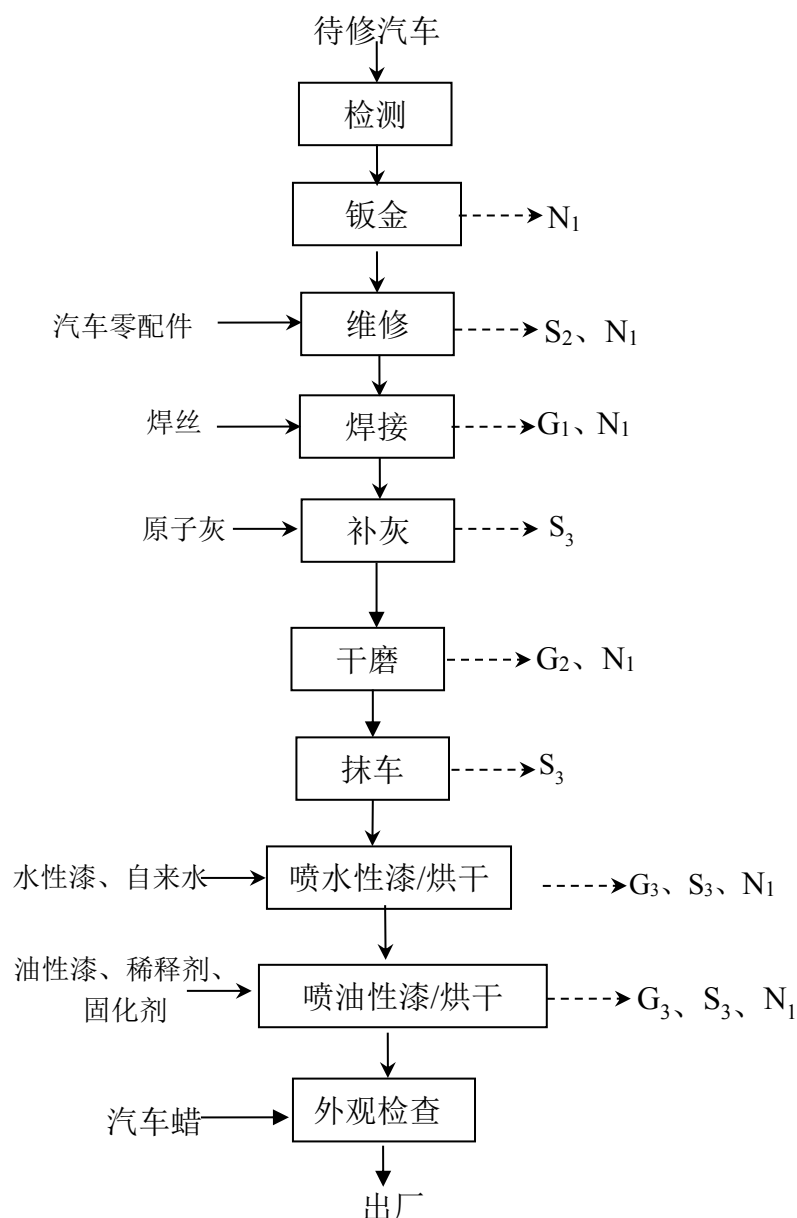 待修汽车
检测
钣金
N₁
汽车零配件
维修
S₂、N₁
焊丝
焊接
G₁、N₁
原子灰
补灰
S₃
干磨
G₂、N₁
抹车
S₃
水性漆、自来水
喷水性漆/烘干
G₃、S₃、N₁
油性漆、稀释剂、
固化剂
喷油性漆/烘干
G₃、S₃、N₁
汽车蜡
外观检查
出厂